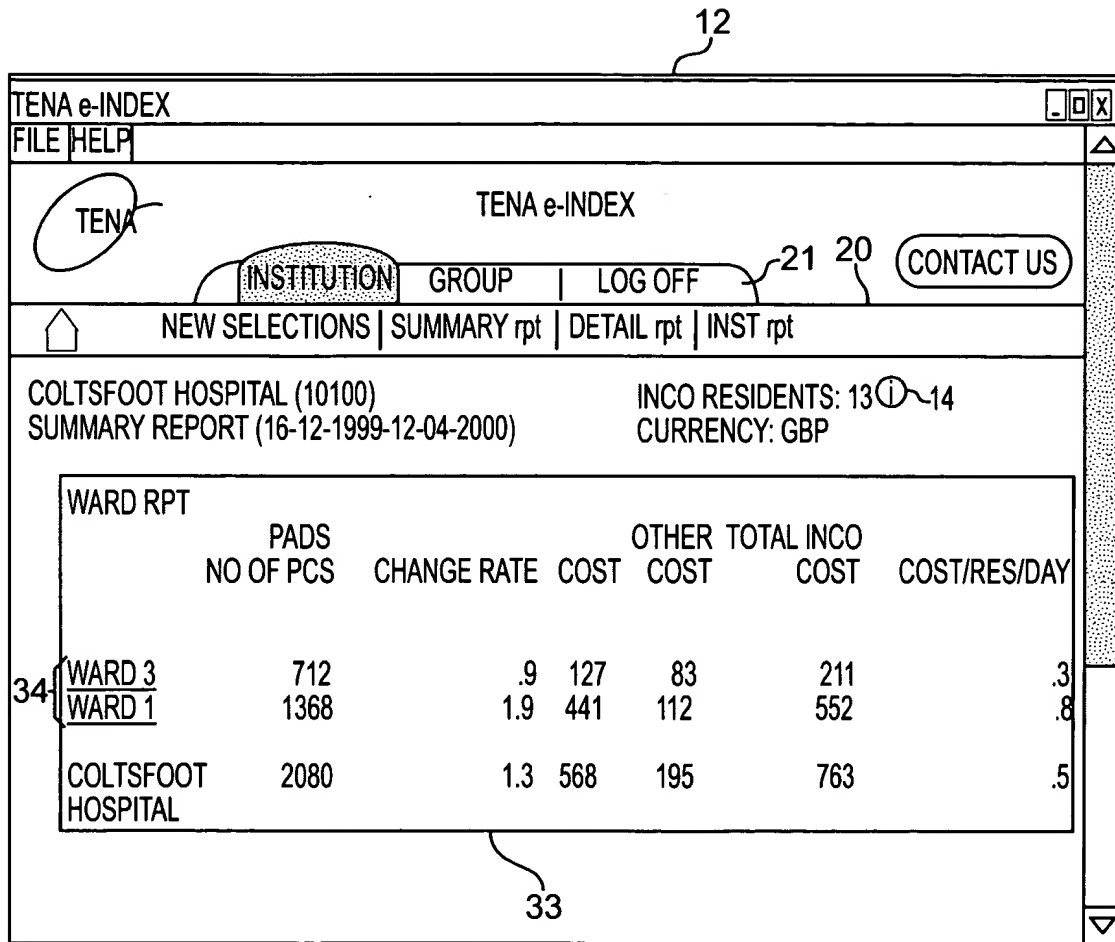 12
TENA e-INDEX
_ X
FILE HELP
TENA
TENA e-INDEX
INSTITUTION GROUP | LOG OFF 21 20 CONTACT US
NEW SELECTIONS | SUMMARY rpt | DETAIL rpt | INST rpt
COLTSFOOT HOSPITAL (10100) INCO RESIDENTS: 13 i 14
SUMMARY REPORT (16-12-1999-12-04-2000) CURRENCY: GBP
WARD RPT
PADS OTHER TOTAL INCO
NO OF PCS CHANGE RATE COST COST COST COST/RES/DAY
34 WARD 3 712 .9 127 83 211 .3
WARD 1 1368 1.9 441 112 552 .8
COLTSFOOT 2080 1.3 568 195 763 .5
HOSPITAL
33